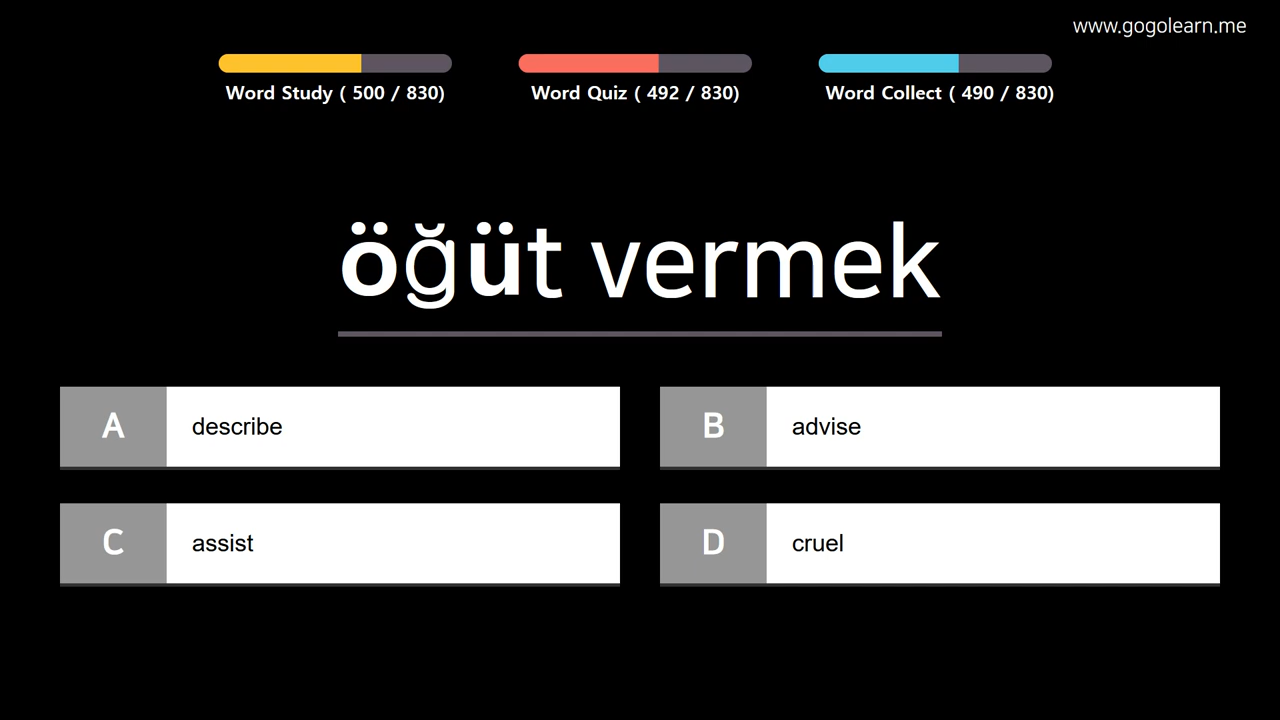 www.gogolearn.me
Word Study ( 500 / 830)
Word Quiz ( 492 / 830)
Word Collect ( 490 / 830)
öğüt vermek
A describe
B advise
C assist
D cruel